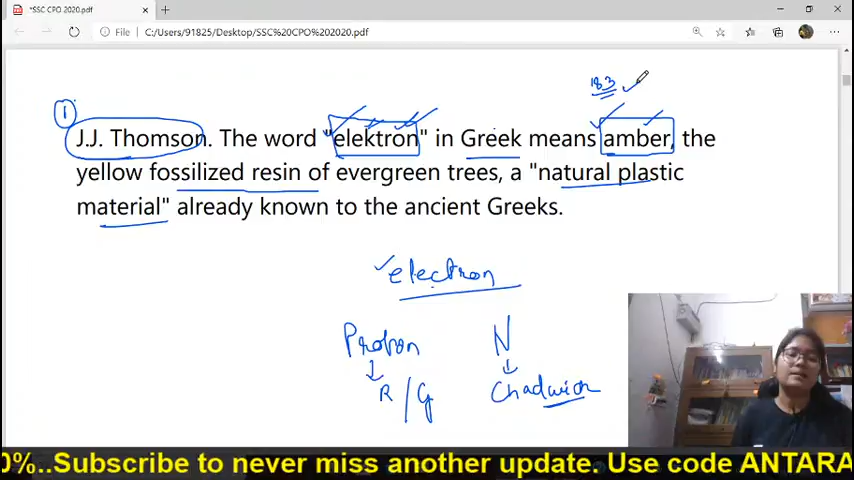 *SSC CPO 2020.pdf
File C:/Users/91825/Desktop/SSC%20CPO%202020.pdf
183
1
J.J. Thomson. The word "elektron" in Greek means amber, the
yellow fossilized resin of evergreen trees, a "natural plastic
material" already known to the ancient Greeks.
electron
Proton N
R/G Chadwick
0%..Subscribe to never miss another update. Use code ANTARA